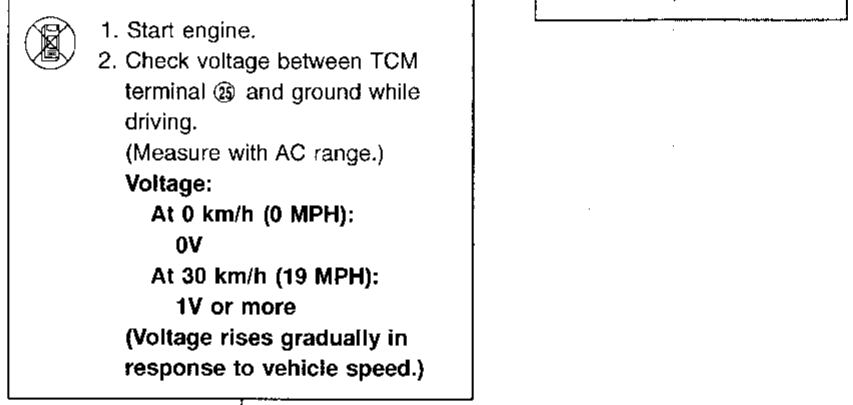 1. Start engine.
2. Check voltage between TCM
terminal ㉕ and ground while
driving.
(Measure with AC range.)
Voltage:
At 0 km/h (0 MPH):
0V
At 30 km/h (19 MPH):
1V or more
(Voltage rises gradually in
response to vehicle speed.)